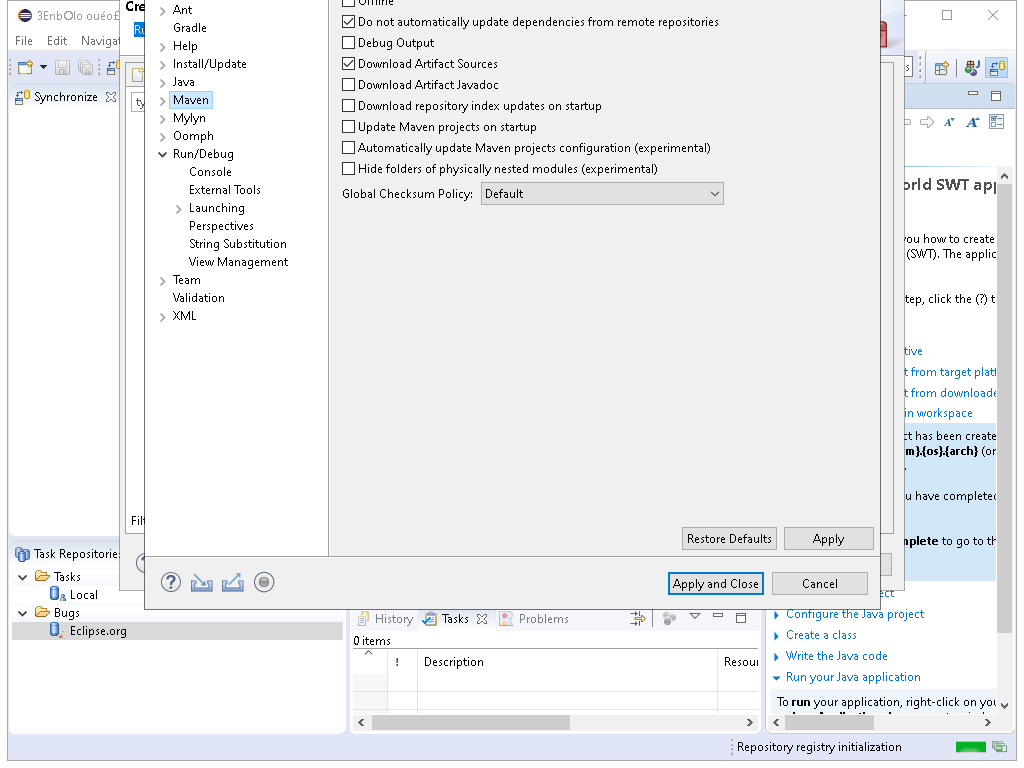 3EnbOlo ouéof
File Edit Navigat
Cre
Ru
Synchronize
ty
Ant
Gradle
Help
Install/Update
Java
Maven
Mylyn
Oomph
Run/Debug
Console
External Tools
Launching
Perspectives
String Substitution
View Management
Team
Validation
XML
Offline
Do not automatically update dependencies from remote repositories
Debug Output
Download Artifact Sources
Download Artifact Javadoc
Download repository index updates on startup
Update Maven projects on startup
Automatically update Maven projects configuration (experimental)
Hide folders of physically nested modules (experimental)
Global Checksum Policy: Default
Restore Defaults Apply
Apply and Close Cancel
Filt
orld SWT app
you how to create
(SWT). The applic
tep, click the (?) t
tive
t from target platf
t from downloade
in workspace
ct has been create
m}.{os}.{arch} (or
u have completed
nplete to go to th
ect
Configure the Java project
Create a class
Write the Java code
Run your Java application
To run your application, right-click on you
Task Repositories
Tasks
Local
Bugs
Eclipse.org
History Tasks Problems
0 items
! Description Resour
Repository registry initialization